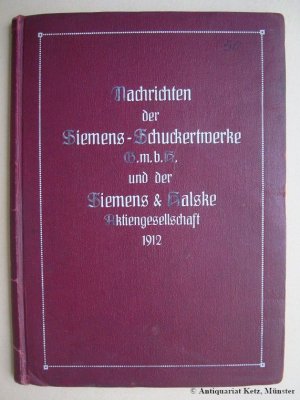 Nachrichten
der
Siemens-Schuckertwerke
G.m.b.H.
und der
Siemens & Halske
Aktiengesellschaft
1912
© Antiquariat Ketz, Münster